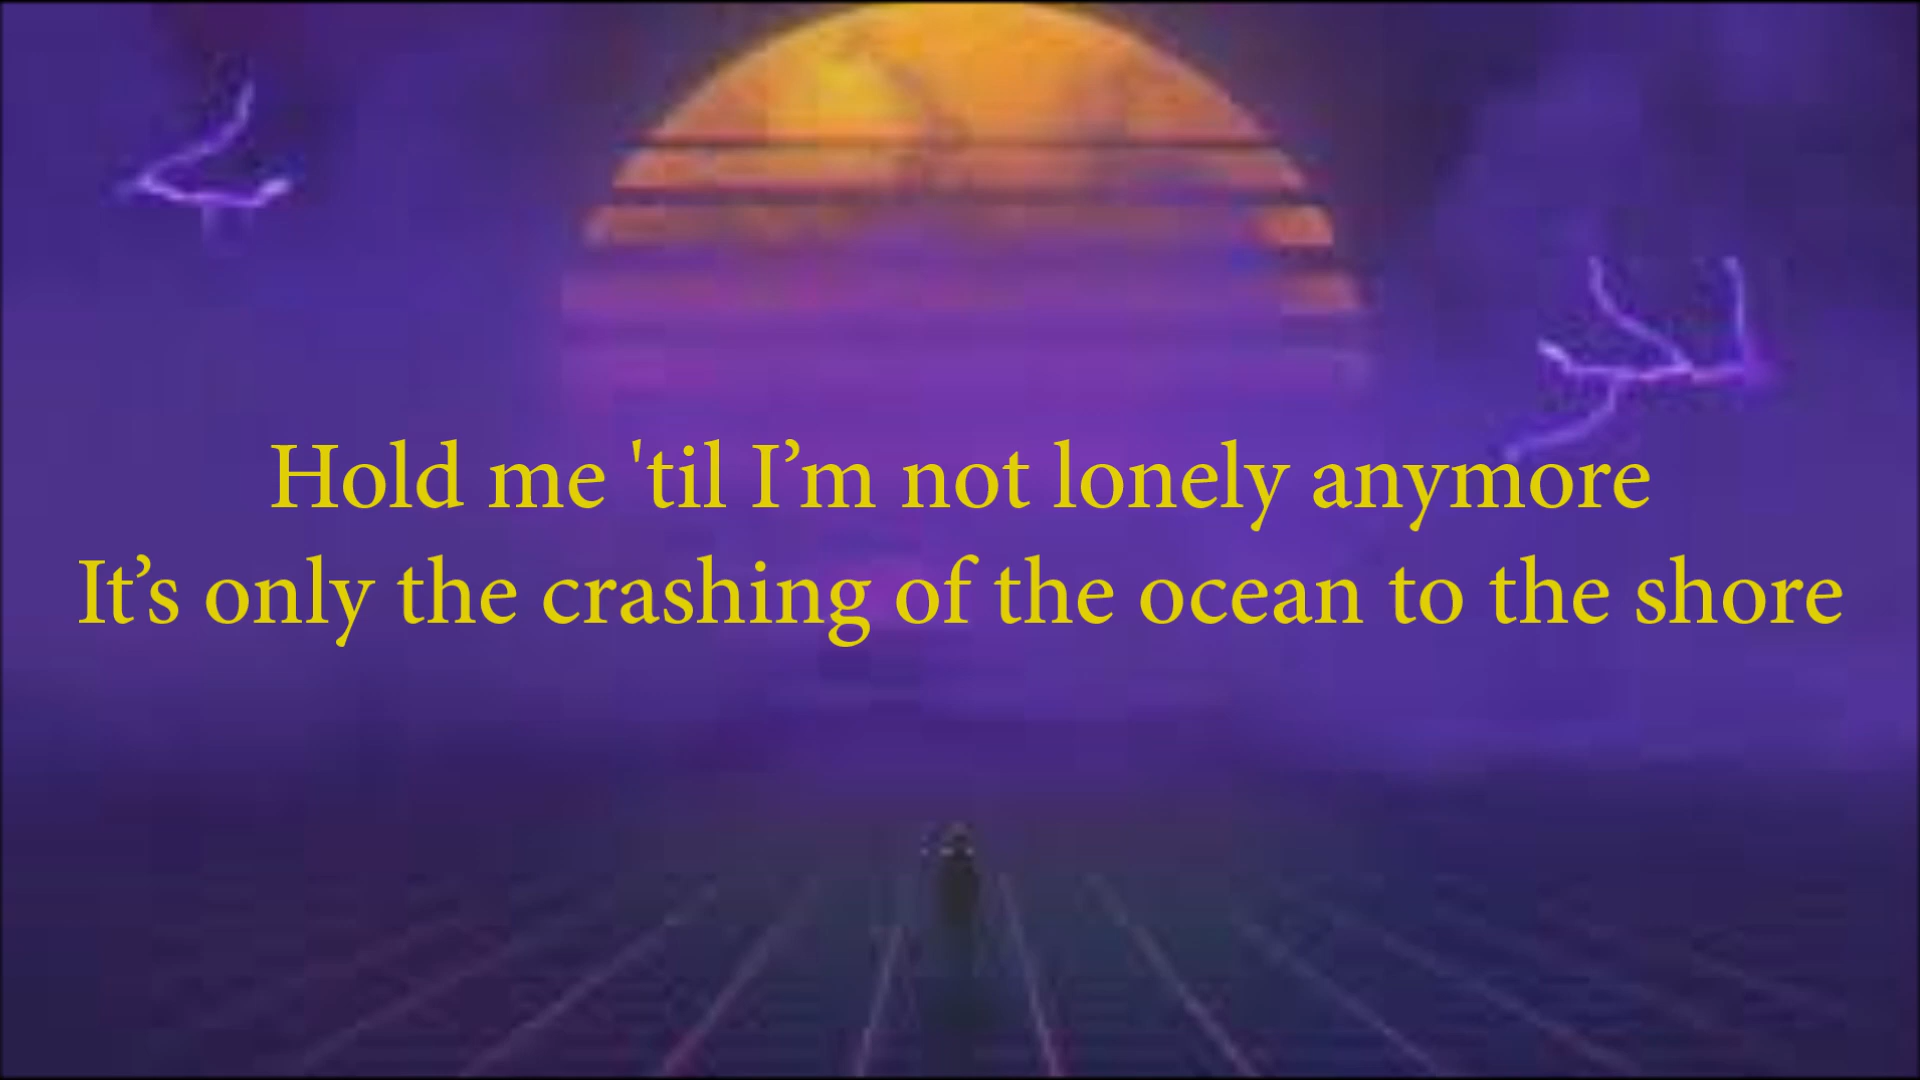 Hold me 'til I’m not lonely anymore
It’s only the crashing of the ocean to the shore